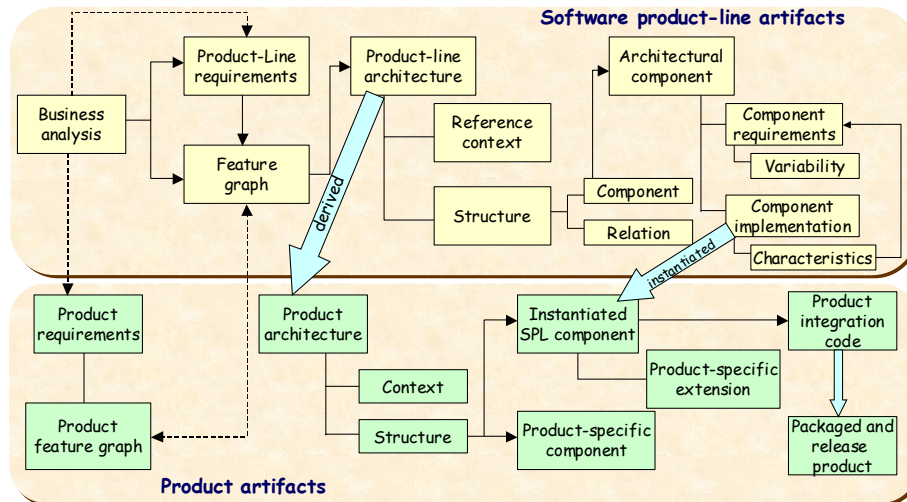 Software product-line artifacts
Product-Line
requirements
Product-line
architecture
Architectural
component
Business
analysis
Reference
context
Component
requirements
Variability
Feature
graph
derived
Structure
Component
Relation
Component
implementation
Characteristics
instantiated
Product
requirements
Product
architecture
Instantiated
SPL component
Product
integration
code
Context
Product-specific
extension
Product
feature graph
Structure
Product-specific
component
Packaged and
release product
Product artifacts